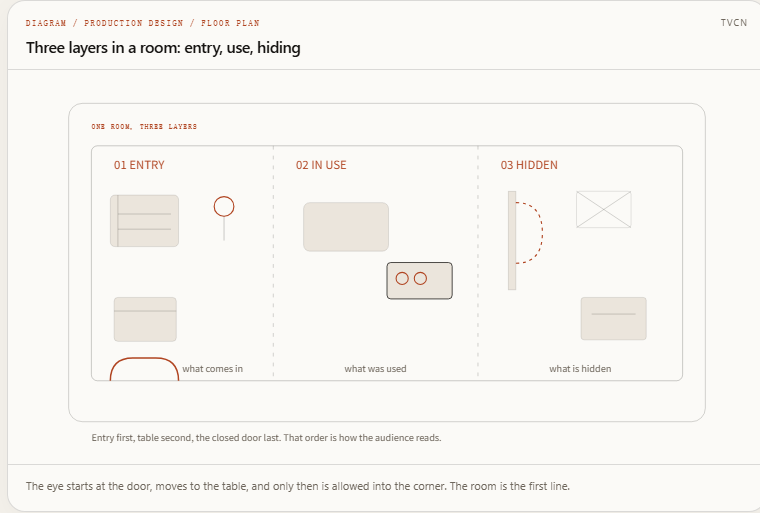 DIAGRAM / PRODUCTION DESIGN / FLOOR PLAN
TVCN
Three layers in a room: entry, use, hiding
ONE ROOM, THREE LAYERS
01 ENTRY
02 IN USE
03 HIDDEN
what comes in
what was used
what is hidden
Entry first, table second, the closed door last. That order is how the audience reads.
The eye starts at the door, moves to the table, and only then is allowed into the corner. The room is the first line.